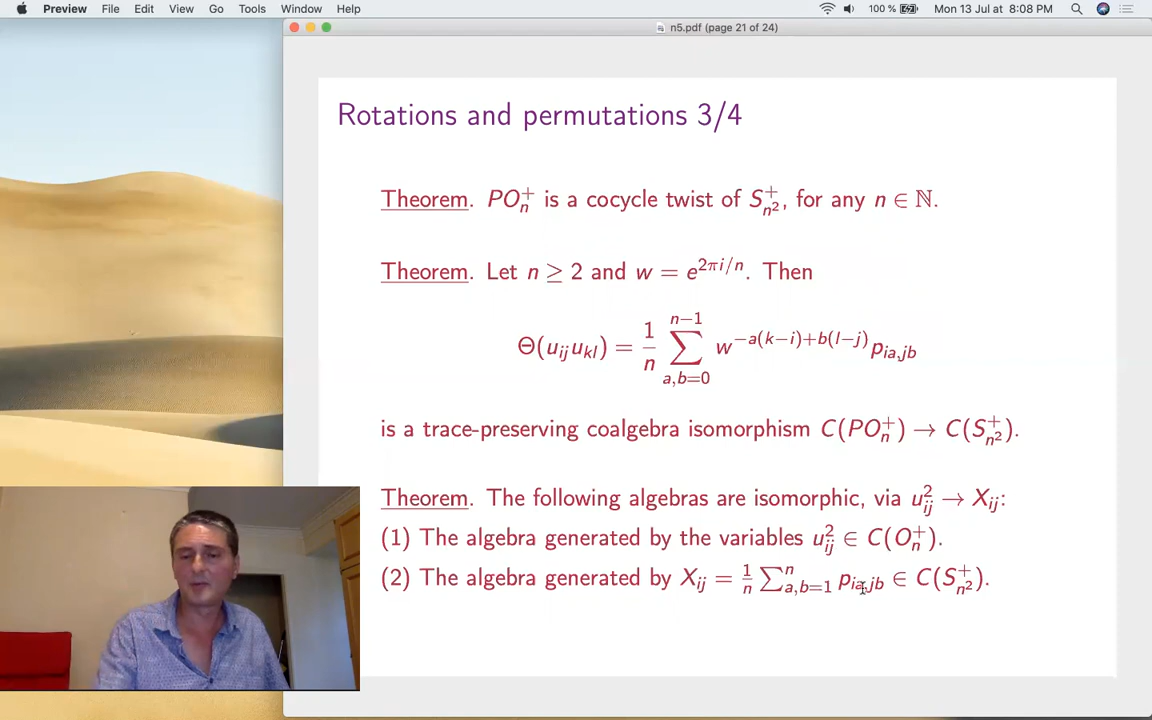 Preview File Edit View Go Tools Window Help 100 % Mon 13 Jul at 8:08 PM
n5.pdf (page 21 of 24)
Rotations and permutations 3/4
Theorem. PO_n^+ is a cocycle twist of S_{n^2}^+, for any n ∈ ℕ.
Theorem. Let n ≥ 2 and w = e^{2πi/n}. Then
Θ(u_{ij}u_{kl}) = \frac{1}{n} \sum_{a,b=0}^{n-1} w^{-a(k-i)+b(l-j)} p_{ia,jb}
is a trace-preserving coalgebra isomorphism C(PO_n^+) → C(S_{n^2}^+).
Theorem. The following algebras are isomorphic, via u_{ij}^2 → X_{ij}:
(1) The algebra generated by the variables u_{ij}^2 ∈ C(O_n^+).
(2) The algebra generated by X_{ij} = \frac{1}{n} \sum_{a,b=1}^{n} p_{ia,jb} ∈ C(S_{n^2}^+).